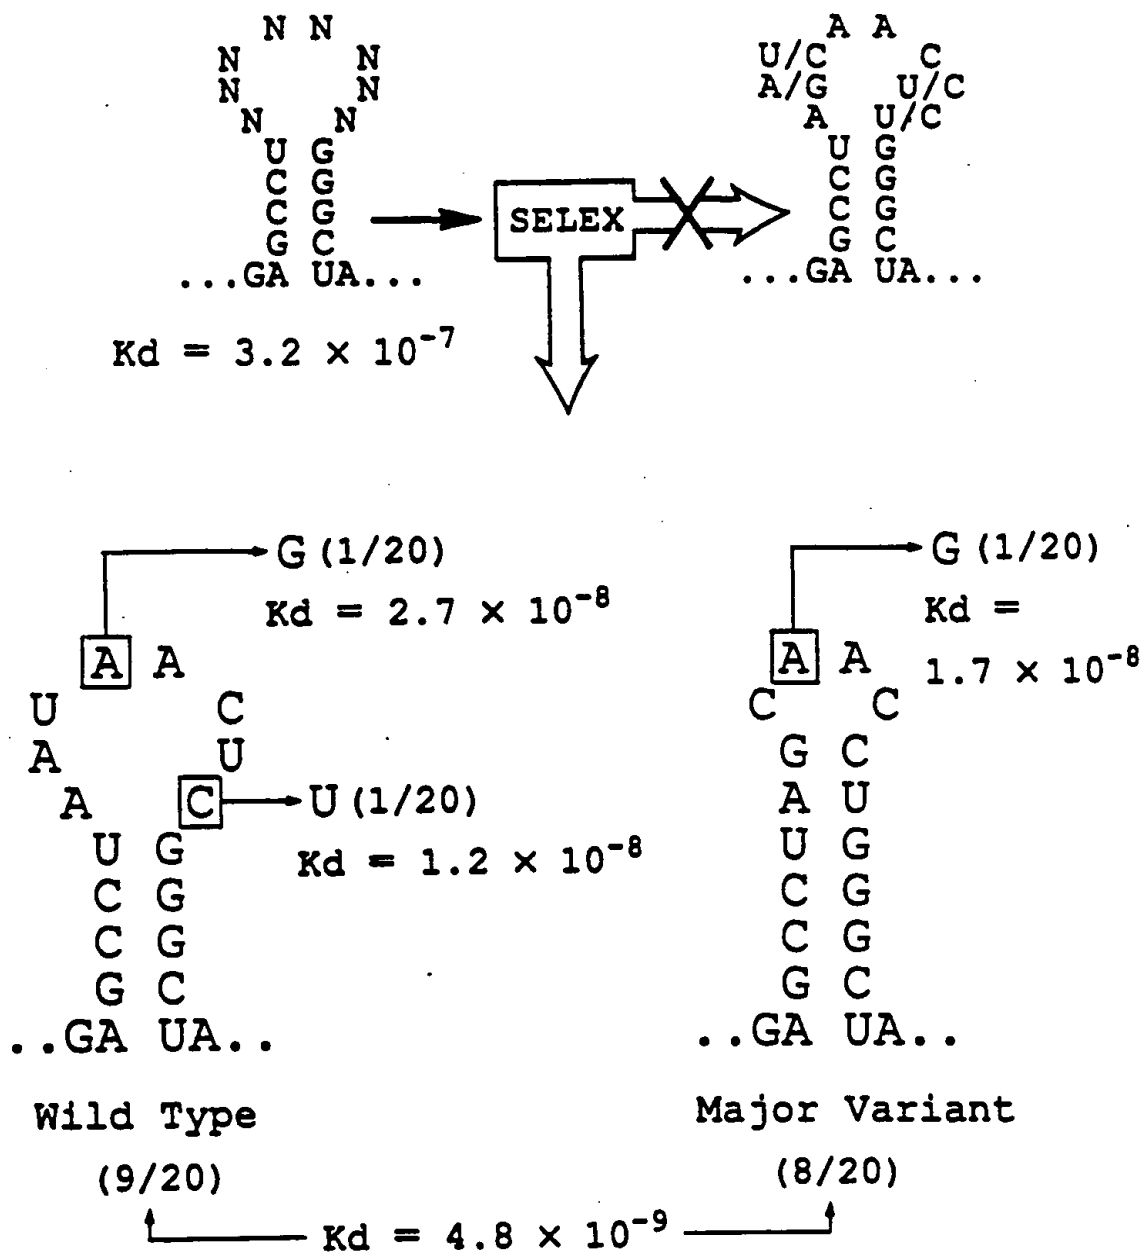 N N
N N
N N
N N
U G
C G
C G
G C
...GA UA...
Kd = 3.2 × 10⁻⁷
SELEX
A A
U/C C
A/G U/C
A U/C
U G
C G
C G
G C
...GA UA...
G (1/20)
Kd = 2.7 × 10⁻⁸
A A
U C
A U
A C U (1/20)
Kd = 1.2 × 10⁻⁸
U G
C G
C G
G C
..GA UA..
Wild Type
(9/20)
G (1/20)
Kd =
1.7 × 10⁻⁸
A A
C C
G C
A U
U G
C G
C G
G C
..GA UA..
Major Variant
(8/20)
Kd = 4.8 × 10⁻⁹